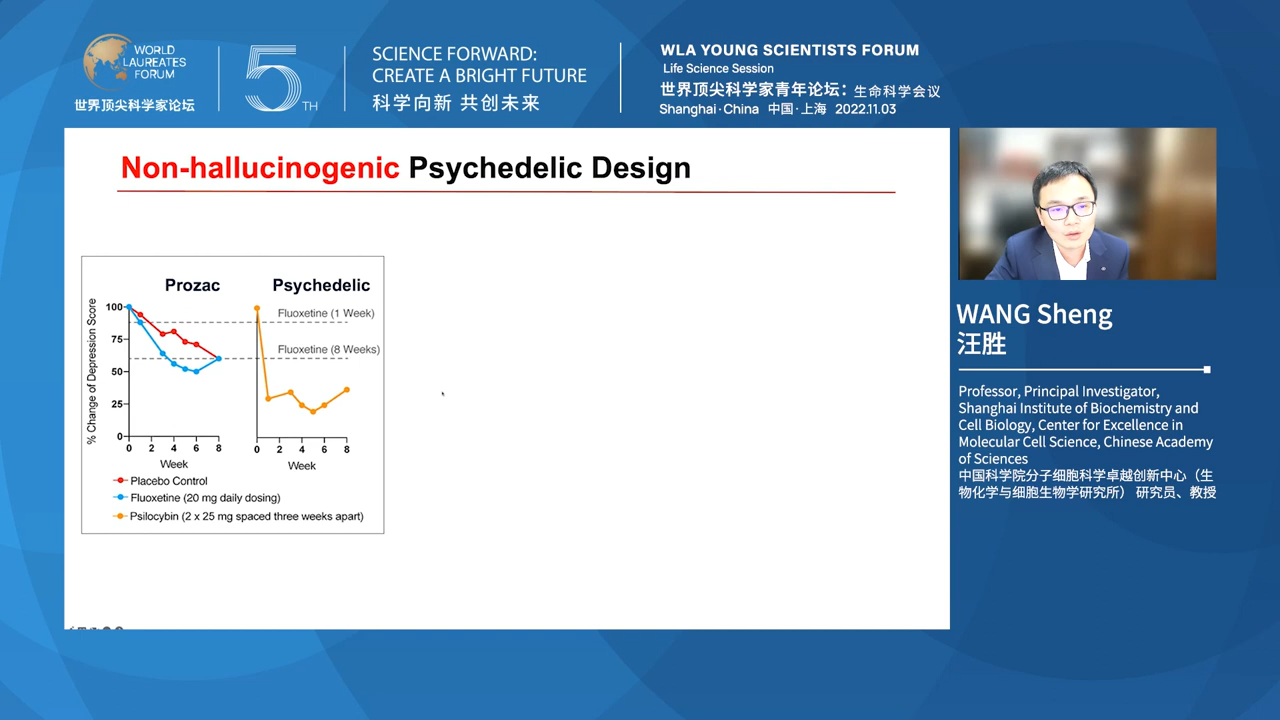 WORLD
LAUREATES
FORUM
世界顶尖科学家论坛
5TH
SCIENCE FORWARD:
CREATE A BRIGHT FUTURE
科学向新 共创未来
WLA YOUNG SCIENTISTS FORUM
Life Science Session
世界顶尖科学家青年论坛：生命科学会议
Shanghai·China 中国·上海 2022.11.03
Non-hallucinogenic Psychedelic Design
Prozac
Psychedelic
% Change of Depression Score
100
75
50
25
0
0 2 4 6 8
Week
Fluoxetine (1 Week)
Fluoxetine (8 Weeks)
0 2 4 6 8
Week
Placebo Control
Fluoxetine (20 mg daily dosing)
Psilocybin (2 x 25 mg spaced three weeks apart)
WANG Sheng
汪胜
Professor, Principal Investigator,
Shanghai Institute of Biochemistry and
Cell Biology, Center for Excellence in
Molecular Cell Science, Chinese Academy
of Sciences
中国科学院分子细胞科学卓越创新中心（生
物化学与细胞生物学研究所） 研究员、教授